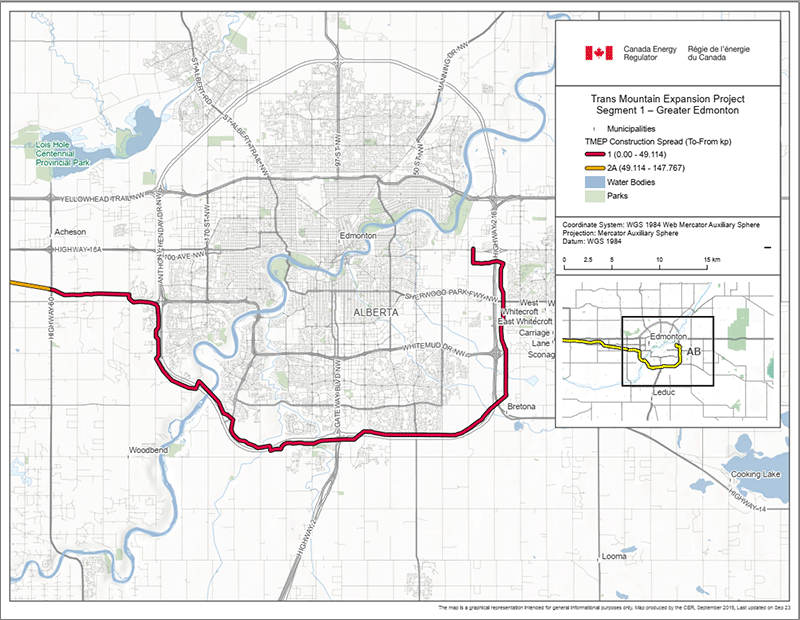 Canada Energy Regulator
Régie de l'énergie du Canada
Trans Mountain Expansion Project
Segment 1 – Greater Edmonton
Municipalities
TMEP Construction Spread (To-From kp)
1 (0.00 - 49.114)
2A (49.114 - 147.767)
Water Bodies
Parks
Coordinate System: WGS 1984 Web Mercator Auxiliary Sphere
Projection: Mercator Auxiliary Sphere
Datum: WGS 1984
0 2.5 5 10 15 km
Edmonton
AB
Leduc
MANNING-DR-NW
ST-ALBERT-RD
ST-ALBERT-TRAIL-NW
97-ST-NW
50-ST-NW
Lois Hole
Centennial
Provincial Park
YELLOWHEAD-TRAIL-NW
ANTHONY-HENDAY-DR-NW
170-ST-NW
HIGHWAY-216
Acheson
Edmonton
HIGHWAY-16A
100-AVE-NW
HIGHWAY-60
SHERWOOD PARK-FWY-NW
ALBERTA
West
Whitecroft
East Whitecroft
Carriage
Lane
Sconag
WHITEMUD-DR-NW
GATEWAY-BLVD-NW
Bretona
Woodbend
HIGHWAY-2
Cooking Lake
HIGHWAY-14
Looma
The map is a graphical representation intended for general informational purposes only. Map produced by the CER, September 2019, Last updated on Sep 23